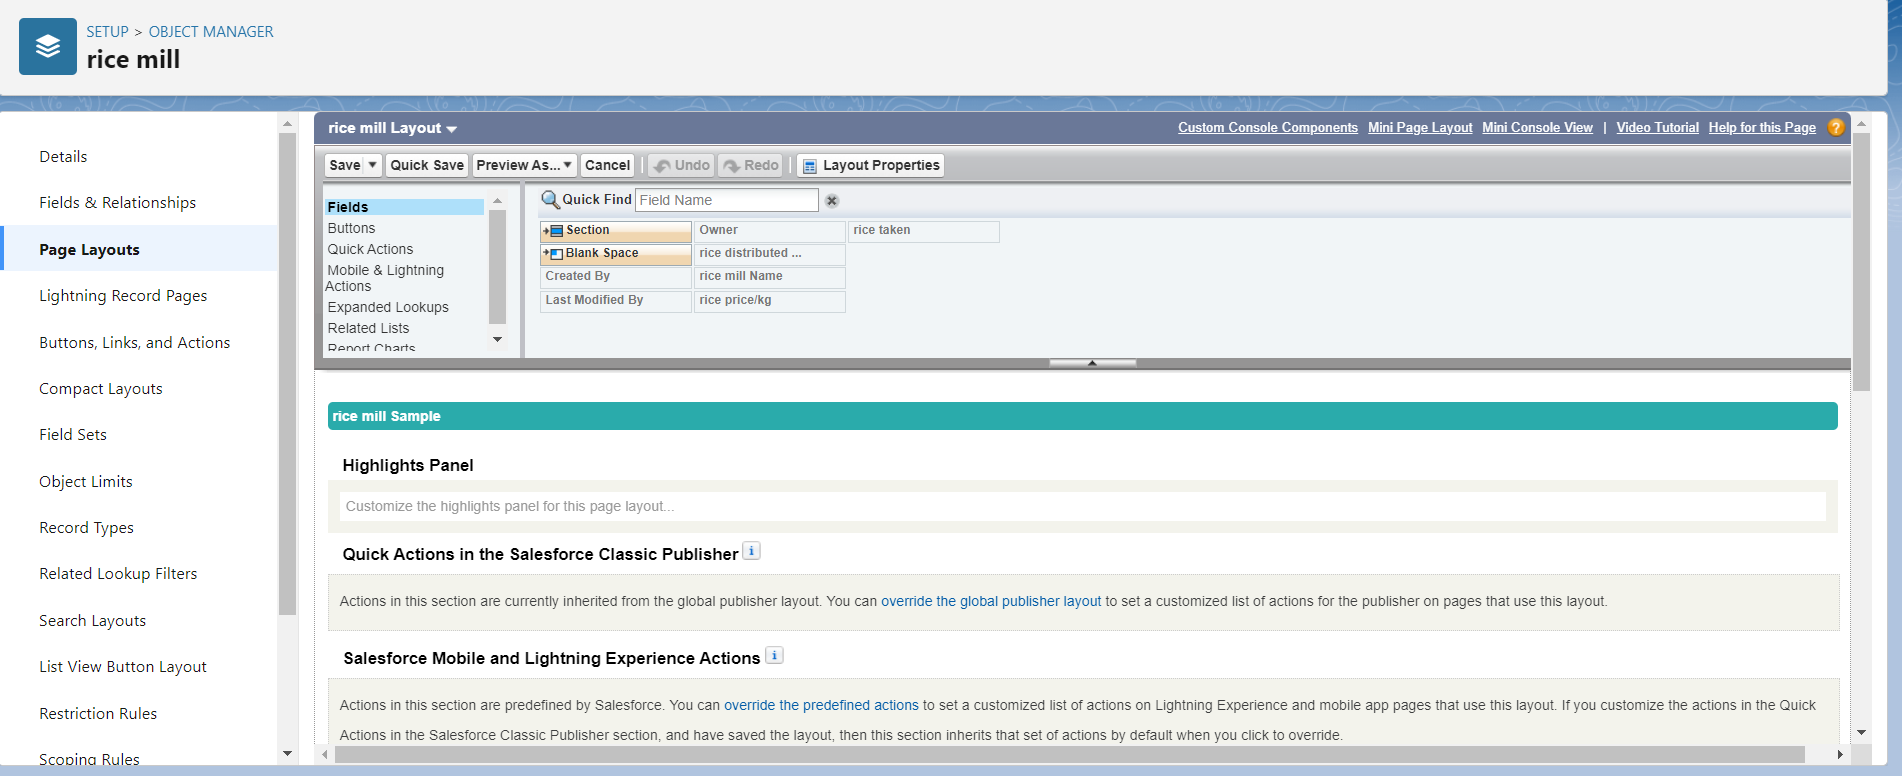 SETUP > OBJECT MANAGER
rice mill
Details
Fields & Relationships
Page Layouts
Lightning Record Pages
Buttons, Links, and Actions
Compact Layouts
Field Sets
Object Limits
Record Types
Related Lookup Filters
Search Layouts
List View Button Layout
Restriction Rules
Scoping Rules
rice mill Layout
Custom Console Components Mini Page Layout Mini Console View | Video Tutorial Help for this Page ?
Save Quick Save Preview As... Cancel Undo Redo Layout Properties
Fields
Buttons
Quick Actions
Mobile & Lightning
Actions
Expanded Lookups
Related Lists
Report Charts
Quick Find Field Name
Section Owner rice taken
Blank Space rice distributed ...
Created By rice mill Name
Last Modified By rice price/kg
rice mill Sample
Highlights Panel
Customize the highlights panel for this page layout...
Quick Actions in the Salesforce Classic Publisher i
Actions in this section are currently inherited from the global publisher layout. You can override the global publisher layout to set a customized list of actions for the publisher on pages that use this layout.
Salesforce Mobile and Lightning Experience Actions i
Actions in this section are predefined by Salesforce. You can override the predefined actions to set a customized list of actions on Lightning Experience and mobile app pages that use this layout. If you customize the actions in the Quick
Actions in the Salesforce Classic Publisher section, and have saved the layout, then this section inherits that set of actions by default when you click to override.